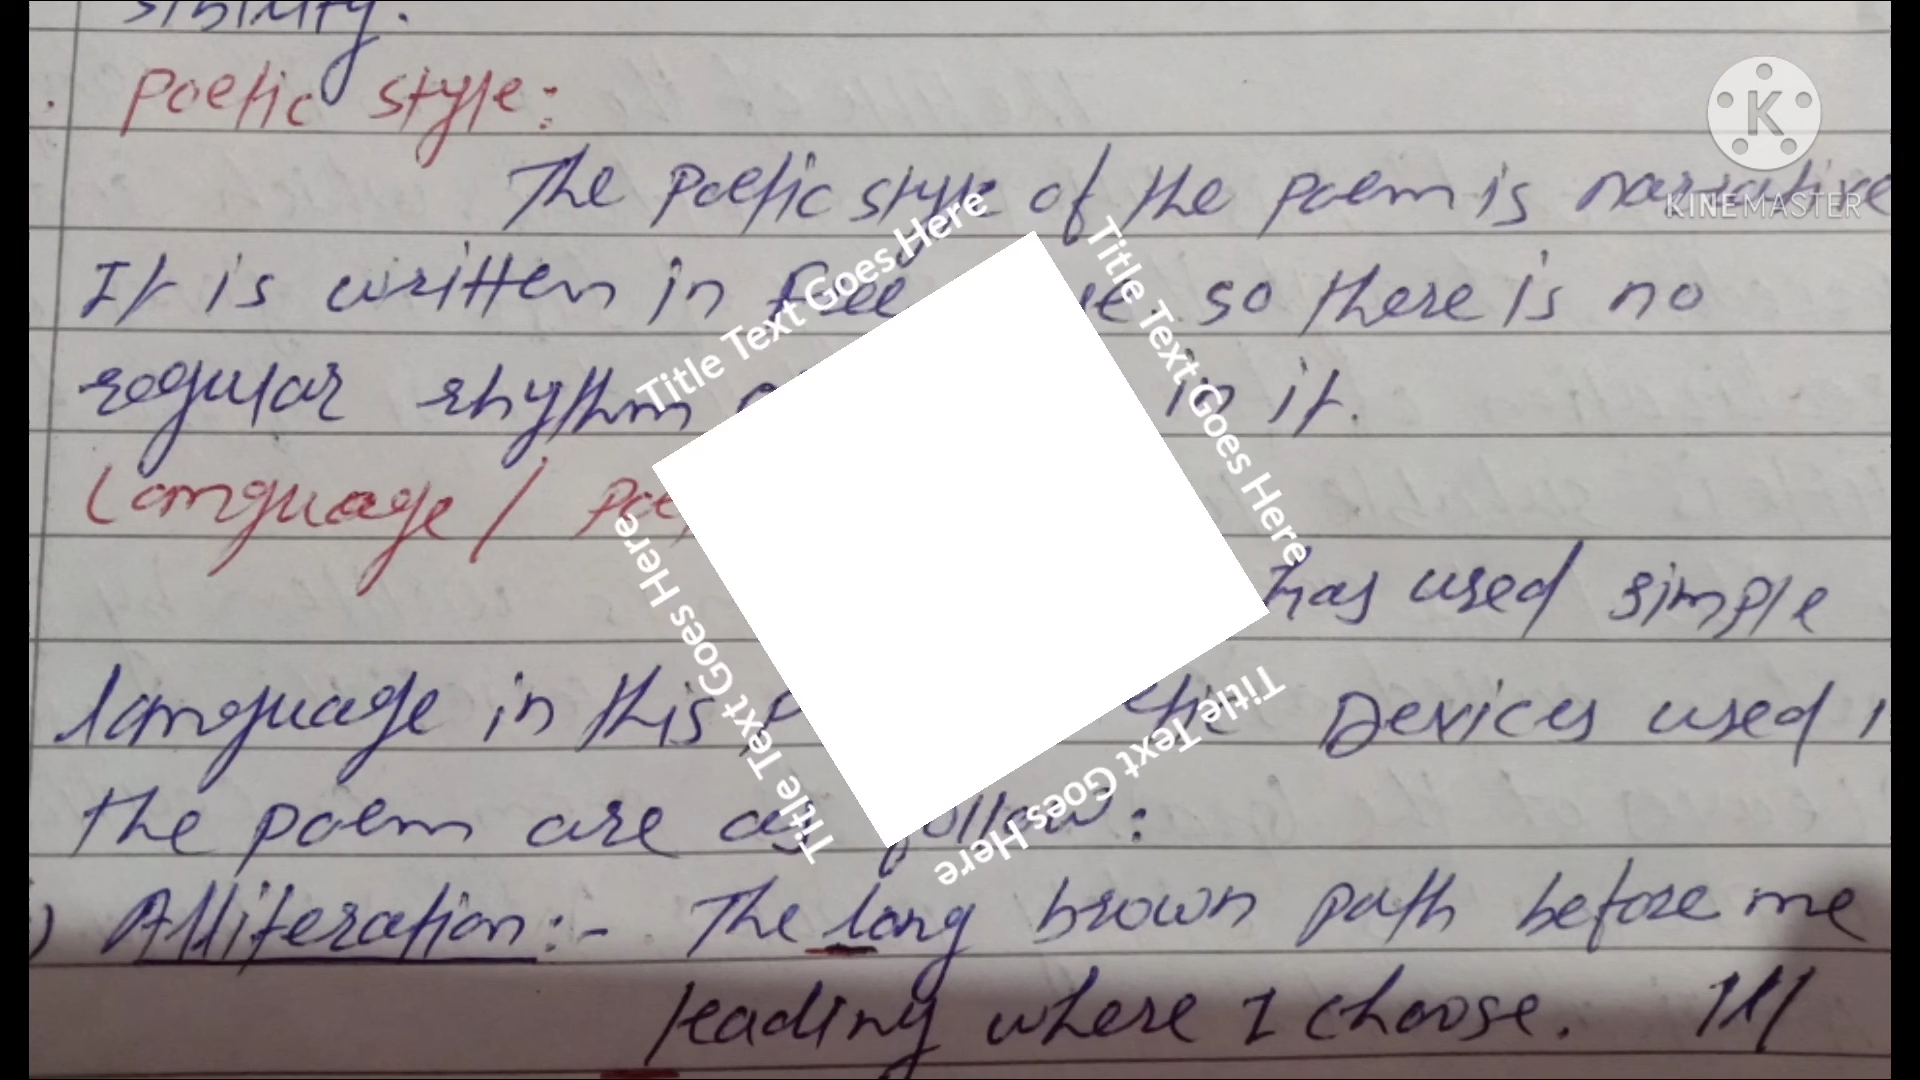 sibility.
Poetic style:
The Poetic style of the poem is narrative
It is written in free so there is no
regular rhythm in it.
Language /
has used simple
language in this Devices used
the poem are as follow:
Alliteration:- The long brown path before me
leading where I choose.
K
KINEMASTER
Title Text Goes Here
Title Text Goes Here
Title Text Goes Here
Title Text Goes Here